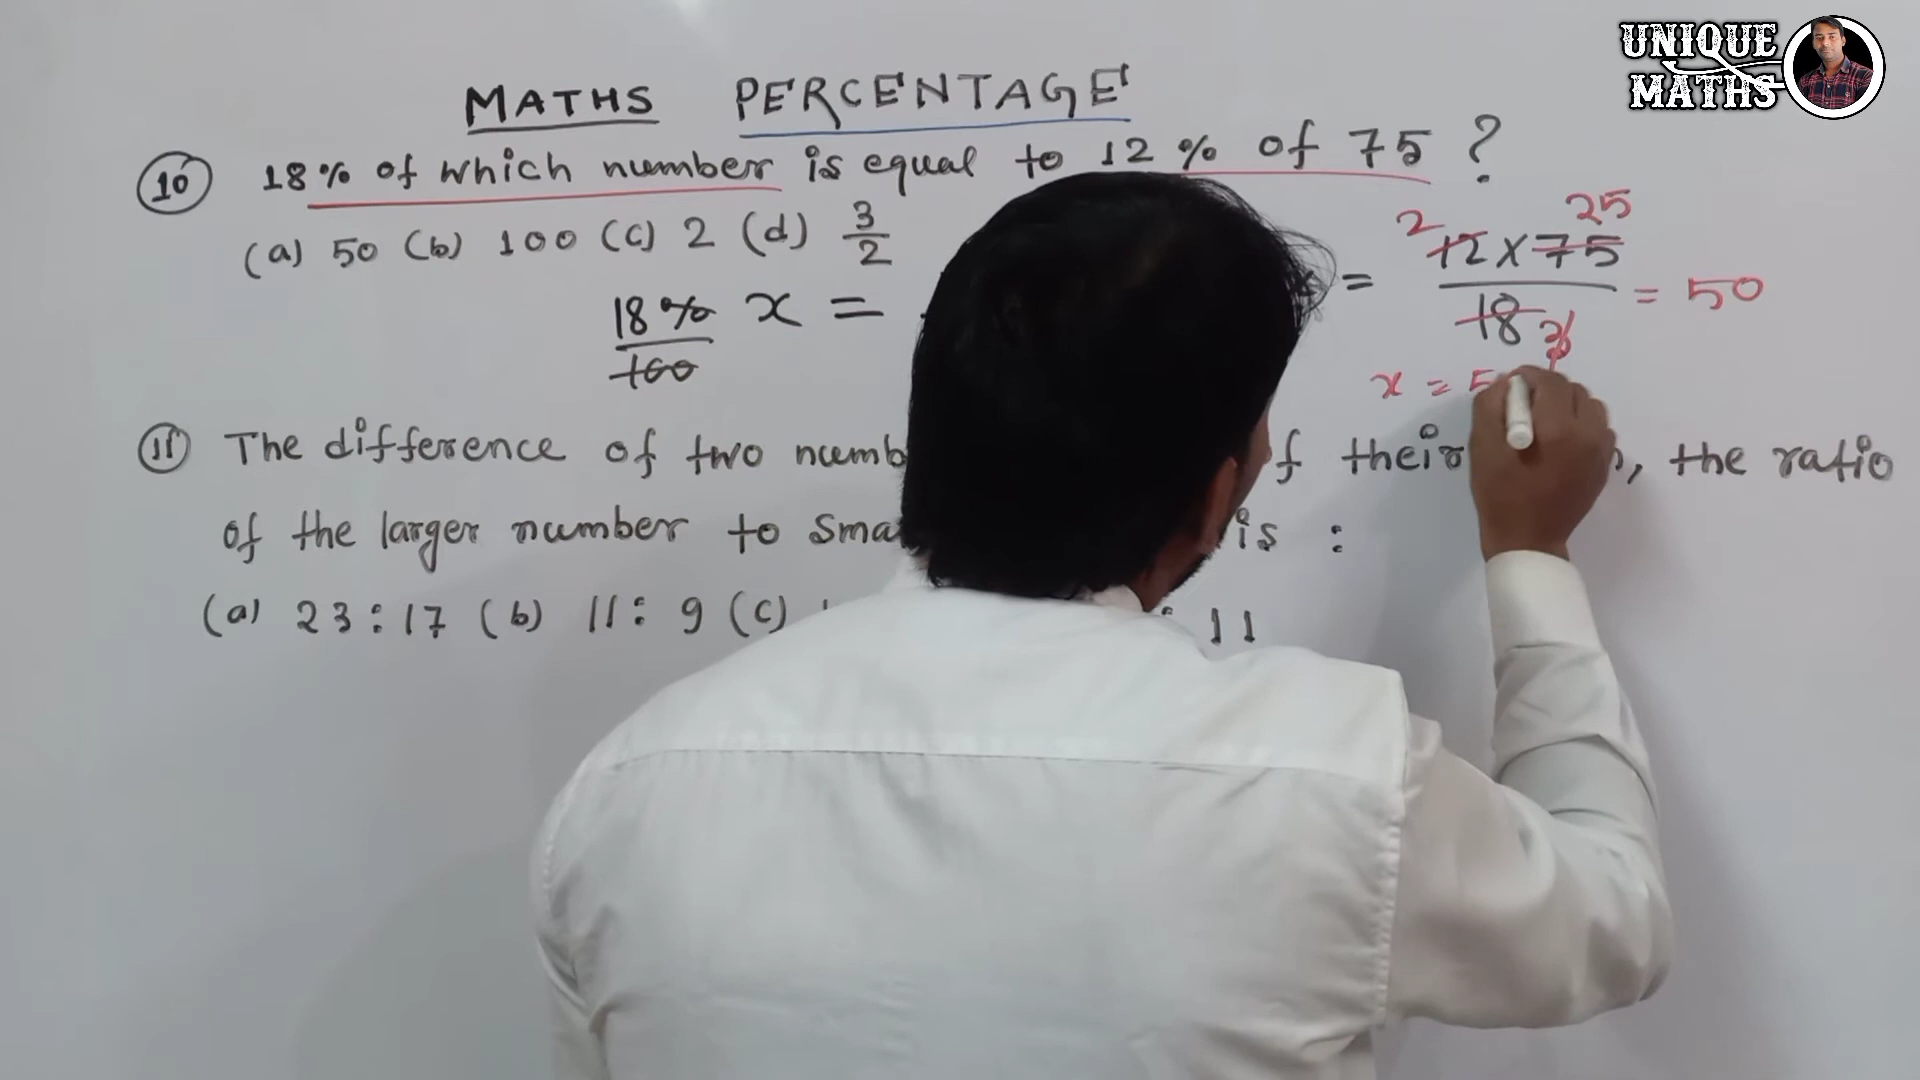 UNIQUE
MATHS
MATHS PERCENTAGE
10 18% of which number is equal to 12% of 75 ?
(a) 50 (b) 100 (c) 2 (d) 3/2
18%/100 x =
= 12 x 75 / 18 = 50
2 25
3
x = 5
11 The difference of two numb f their , the ratio
of the larger number to sma is :
(a) 23:17 (b) 11:9 (c) : 11